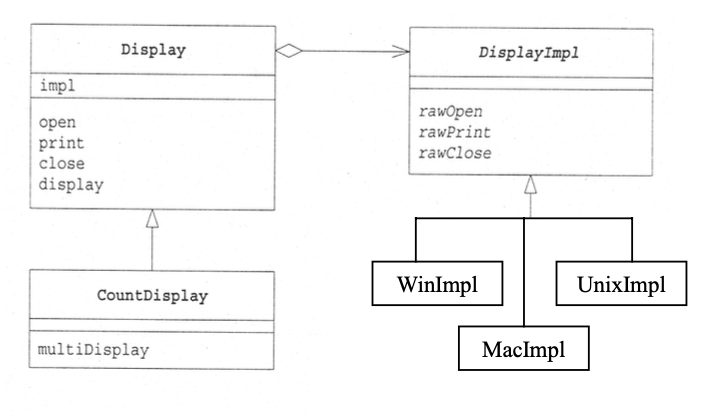 Display
impl
open
print
close
display
DisplayImpl
rawOpen
rawPrint
rawClose
CountDisplay
multiDisplay
WinImpl
UnixImpl
MacImpl